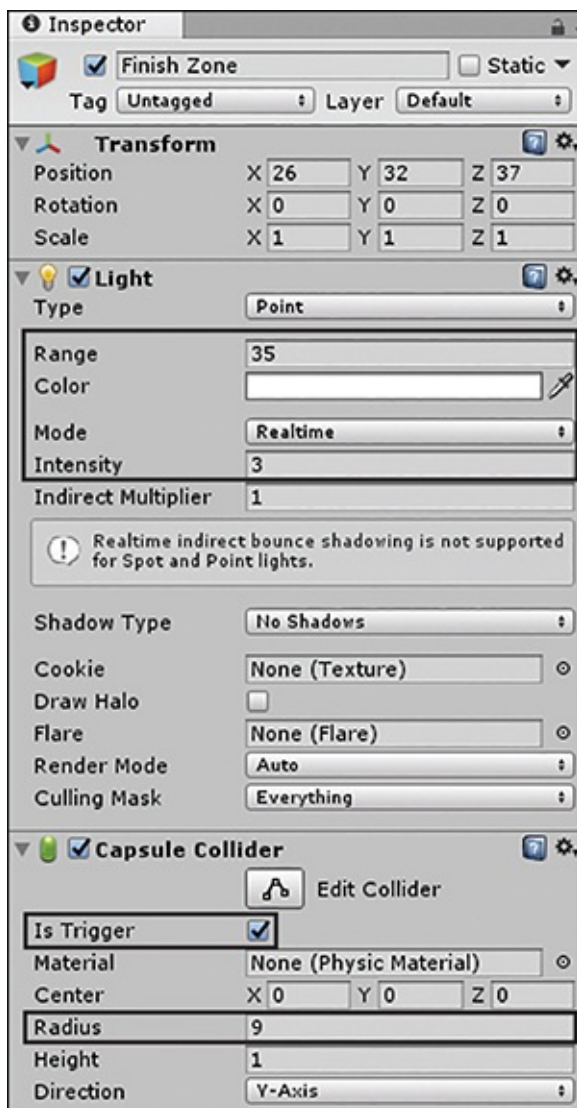 Inspector
Finish Zone Static
Tag Untagged Layer Default
Transform
Position X 26 Y 32 Z 37
Rotation X 0 Y 0 Z 0
Scale X 1 Y 1 Z 1
Light
Type Point
Range 35
Color
Mode Realtime
Intensity 3
Indirect Multiplier 1
Realtime indirect bounce shadowing is not supported
for Spot and Point lights.
Shadow Type No Shadows
Cookie None (Texture)
Draw Halo
Flare None (Flare)
Render Mode Auto
Culling Mask Everything
Capsule Collider
Edit Collider
Is Trigger
Material None (Physic Material)
Center X 0 Y 0 Z 0
Radius 9
Height 1
Direction Y-Axis